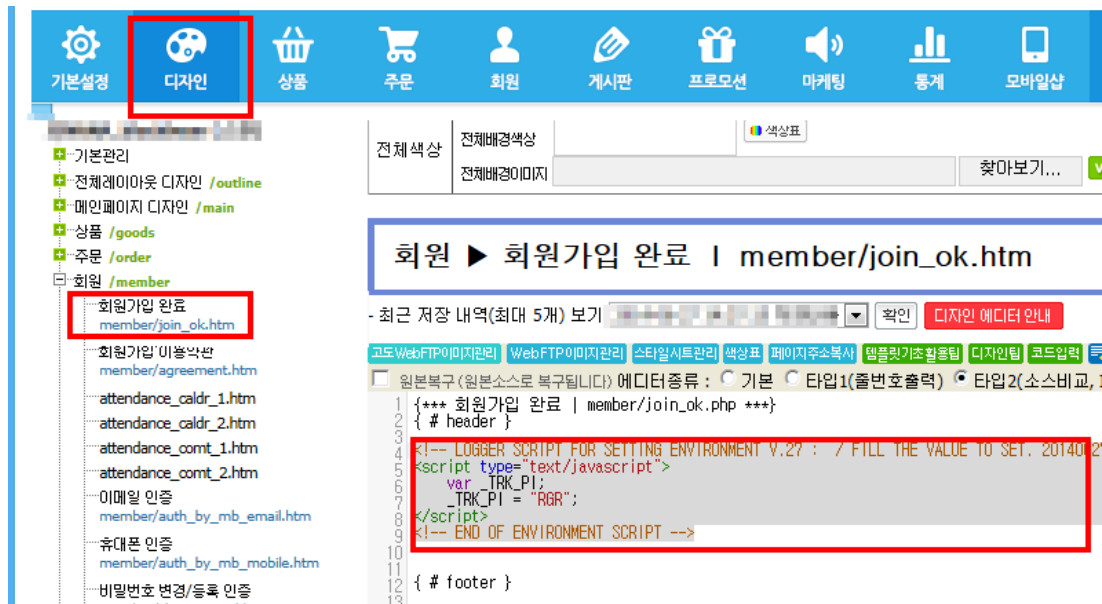 기본설정 디자인 상품 주문 회원 게시판 프로모션 마케팅 통계 모바일샵
기본관리
전체레이아웃 디자인 /outline
메인페이지 디자인 /main
상품 /goods
주문 /order
회원 /member
회원가입 완료
member/join_ok.htm
회원가입 이용약관
member/agreement.htm
attendance_caldr_1.htm
attendance_caldr_2.htm
attendance_comt_1.htm
attendance_comt_2.htm
이메일 인증
member/auth_by_mb_email.htm
휴대폰 인증
member/auth_by_mb_mobile.htm
비밀번호 변경/등록 인증
전체색상
전체배경색상 색상표
전체배경이미지 찾아보기...
회원 ▶ 회원가입 완료 l member/join_ok.htm
- 최근 저장 내역(최대 5개) 보기 확인 디자인 에디터 안내
고도WebFTP이미지관리 WebFTP이미지관리 스타일시트관리 색상표 페이지주소복사 템플릿기초활용팁 디자인팁 코드입력
원본복구(원본소스로 복구됩니다) 에디터종류 : 기본 타입1(줄번호출력) 타입2(소스비교,
1 {*** 회원가입 완료 | member/join_ok.php ***}
2 { # header }
3
4 <!-- LOGGER SCRIPT FOR SETTING ENVIRONMENT V.27 : / FILL THE VALUE TO SET.
5 <script type="text/javascript">
6 var _TRK_PI;
7 _TRK_PI = "RGR";
8 </script>
9 <!-- END OF ENVIRONMENT SCRIPT -->
10
11
12 { # footer }
13